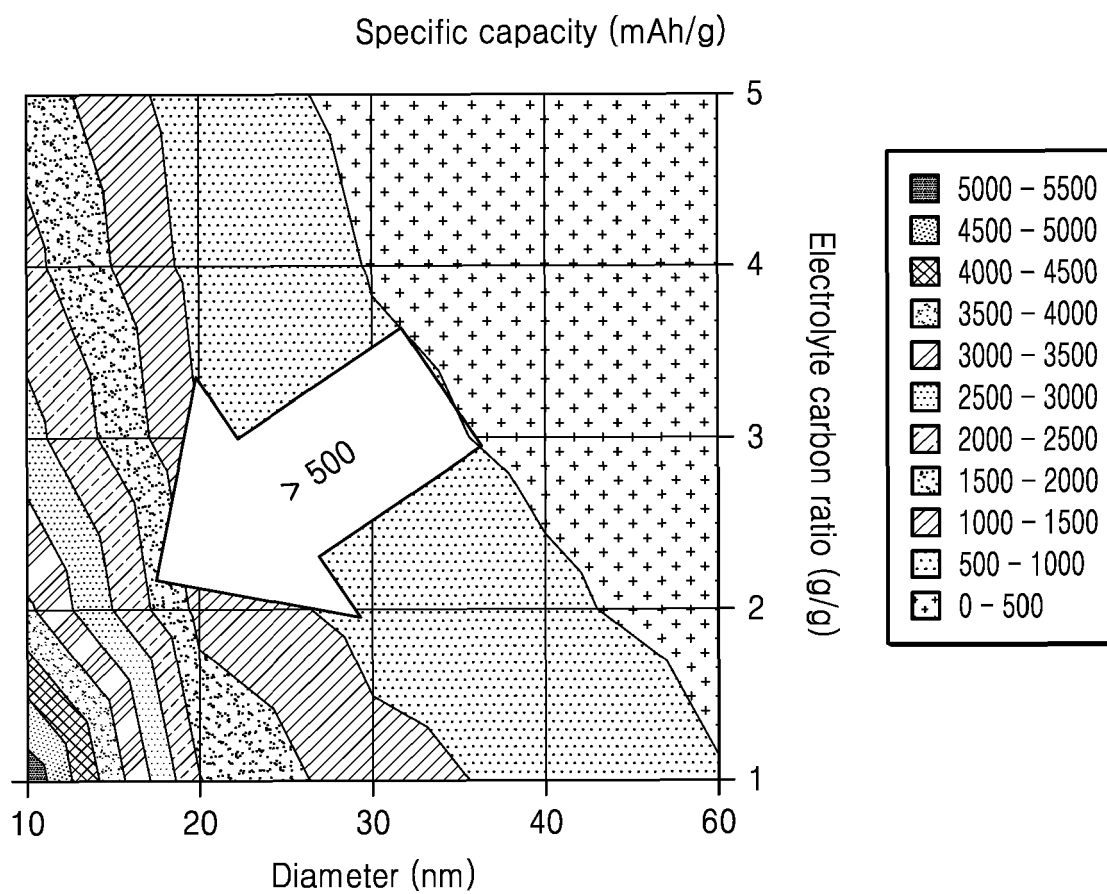 Specific capacity (mAh/g)
5
4
3
2
1
Electrolyte carbon ratio (g/g)
> 500
10 20 30 40 60
Diameter (nm)
5000 – 5500
4500 – 5000
4000 – 4500
3500 – 4000
3000 – 3500
2500 – 3000
2000 – 2500
1500 – 2000
1000 – 1500
500 – 1000
0 – 500